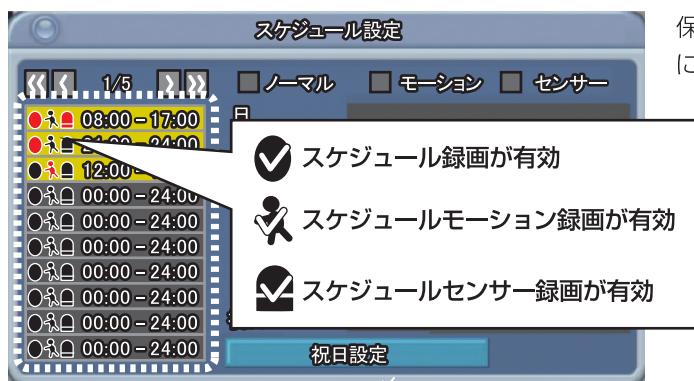 スケジュール設定
保
に
1/5
ノーマル
モーション
センサー
日
08:00-17:00
24:00
12:00-
00:00-24:00
00:00-24:00
00:00-24:00
00:00-24:00
00:00-24:00
00:00-24:00
00:00-24:00
スケジュール録画が有効
スケジュールモーション録画が有効
スケジュールセンサー録画が有効
祝日設定